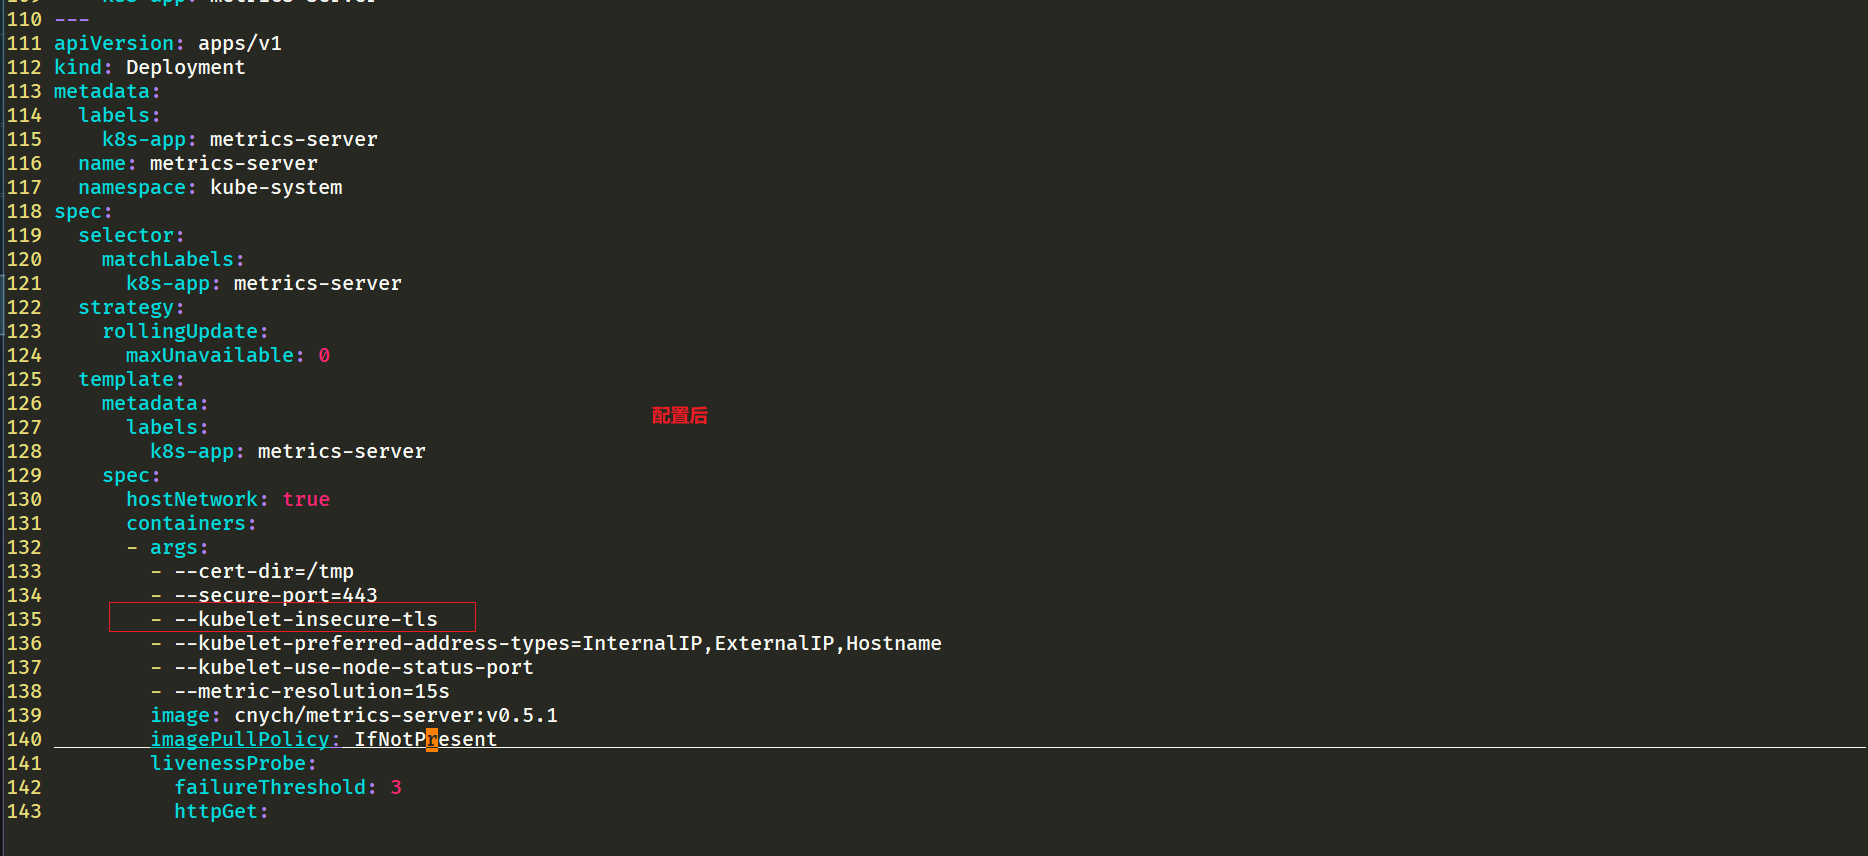 109     k8s-app: metrics-server
110 ---
111 apiVersion: apps/v1
112 kind: Deployment
113 metadata:
114   labels:
115     k8s-app: metrics-server
116   name: metrics-server
117   namespace: kube-system
118 spec:
119   selector:
120     matchLabels:
121       k8s-app: metrics-server
122   strategy:
123     rollingUpdate:
124       maxUnavailable: 0
125   template:
126     metadata:
配置后
127       labels:
128         k8s-app: metrics-server
129     spec:
130       hostNetwork: true
131       containers:
132       - args:
133         - --cert-dir=/tmp
134         - --secure-port=443
135         - --kubelet-insecure-tls
136         - --kubelet-preferred-address-types=InternalIP,ExternalIP,Hostname
137         - --kubelet-use-node-status-port
138         - --metric-resolution=15s
139         image: cnych/metrics-server:v0.5.1
140         imagePullPolicy: IfNotPresent
141         livenessProbe:
142           failureThreshold: 3
143           httpGet: